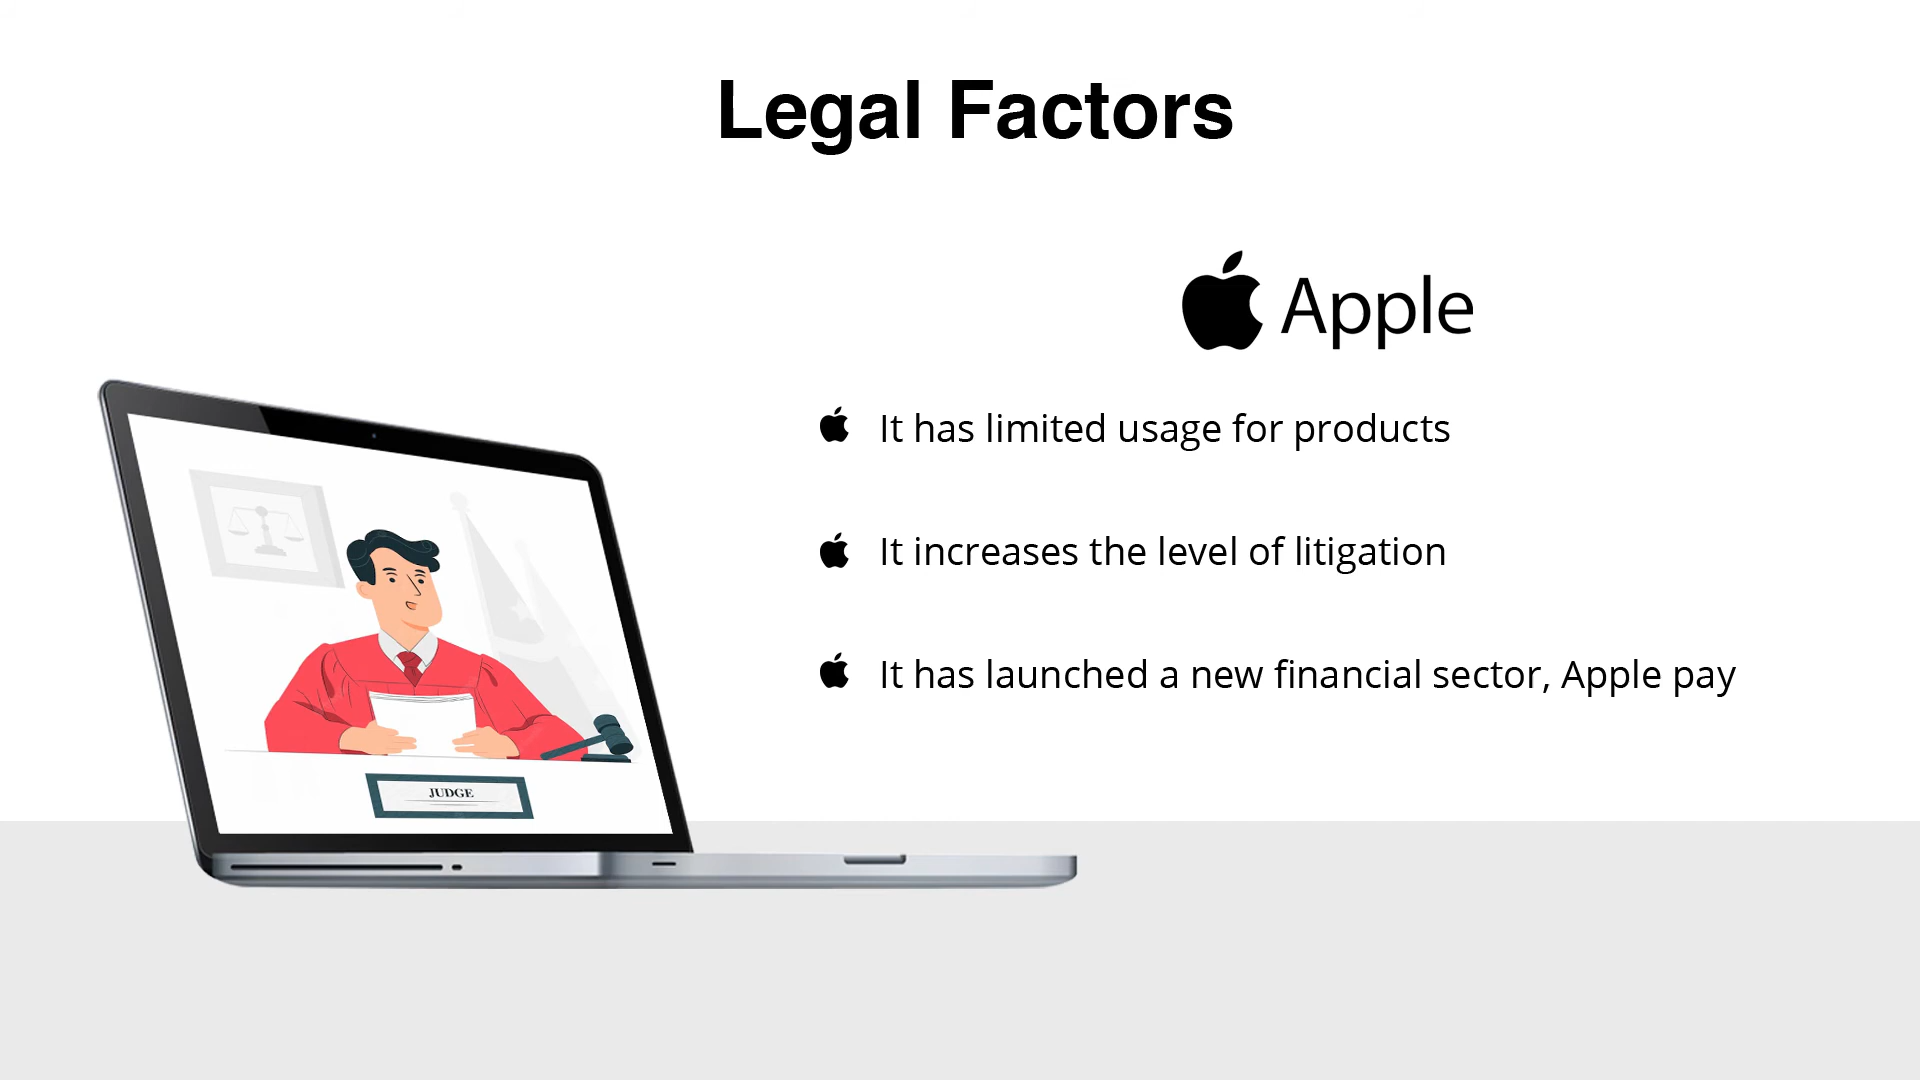 Legal Factors
Apple
It has limited usage for products
It increases the level of litigation
It has launched a new financial sector, Apple pay
JUDGE